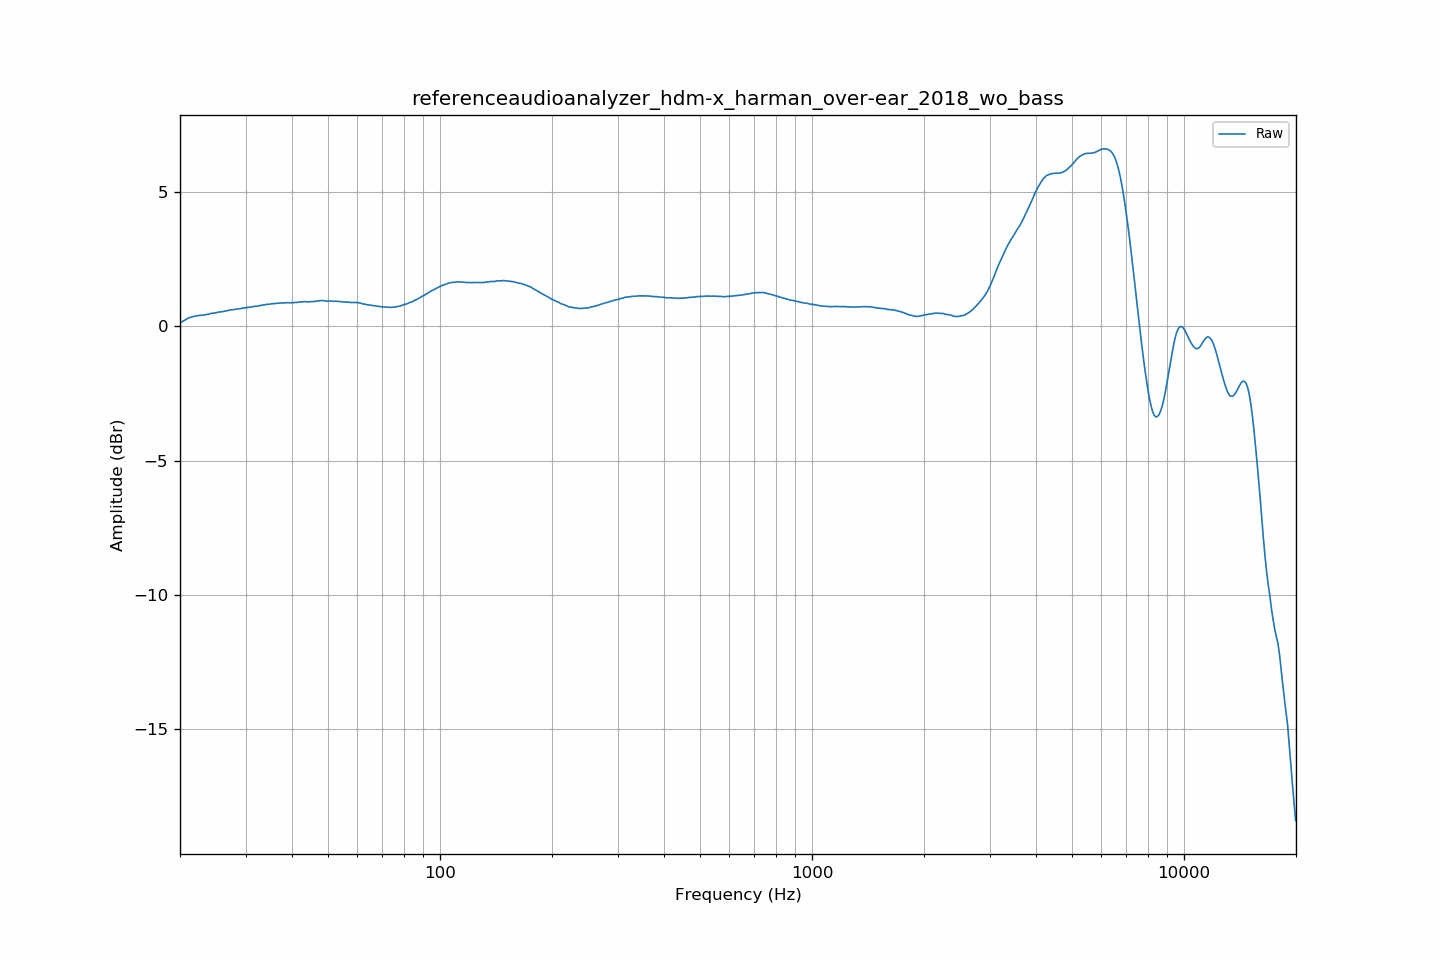 referenceaudioanalyzer_hdm-x_harman_over-ear_2018_wo_bass
Raw
5
0
−5
−10
−15
Amplitude (dBr)
100
1000
10000
Frequency (Hz)